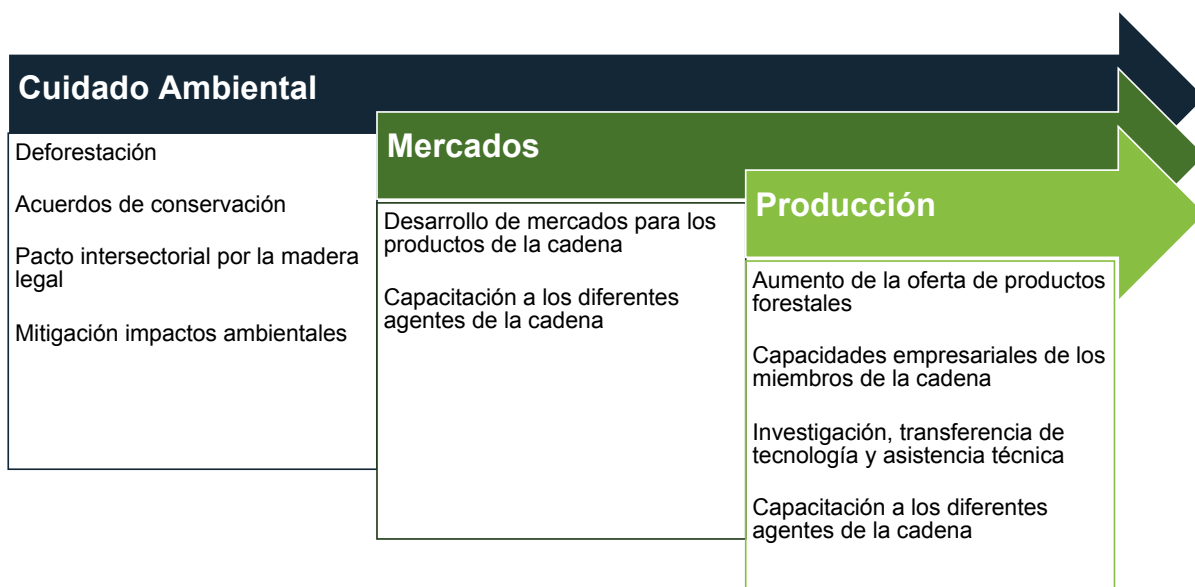 Cuidado Ambiental
Deforestación
Acuerdos de conservación
Pacto intersectorial por la madera
legal
Mitigación impactos ambientales
Mercados
Desarrollo de mercados para los
productos de la cadena
Capacitación a los diferentes
agentes de la cadena
Producción
Aumento de la oferta de productos
forestales
Capacidades empresariales de los
miembros de la cadena
Investigación, transferencia de
tecnología y asistencia técnica
Capacitación a los diferentes
agentes de la cadena